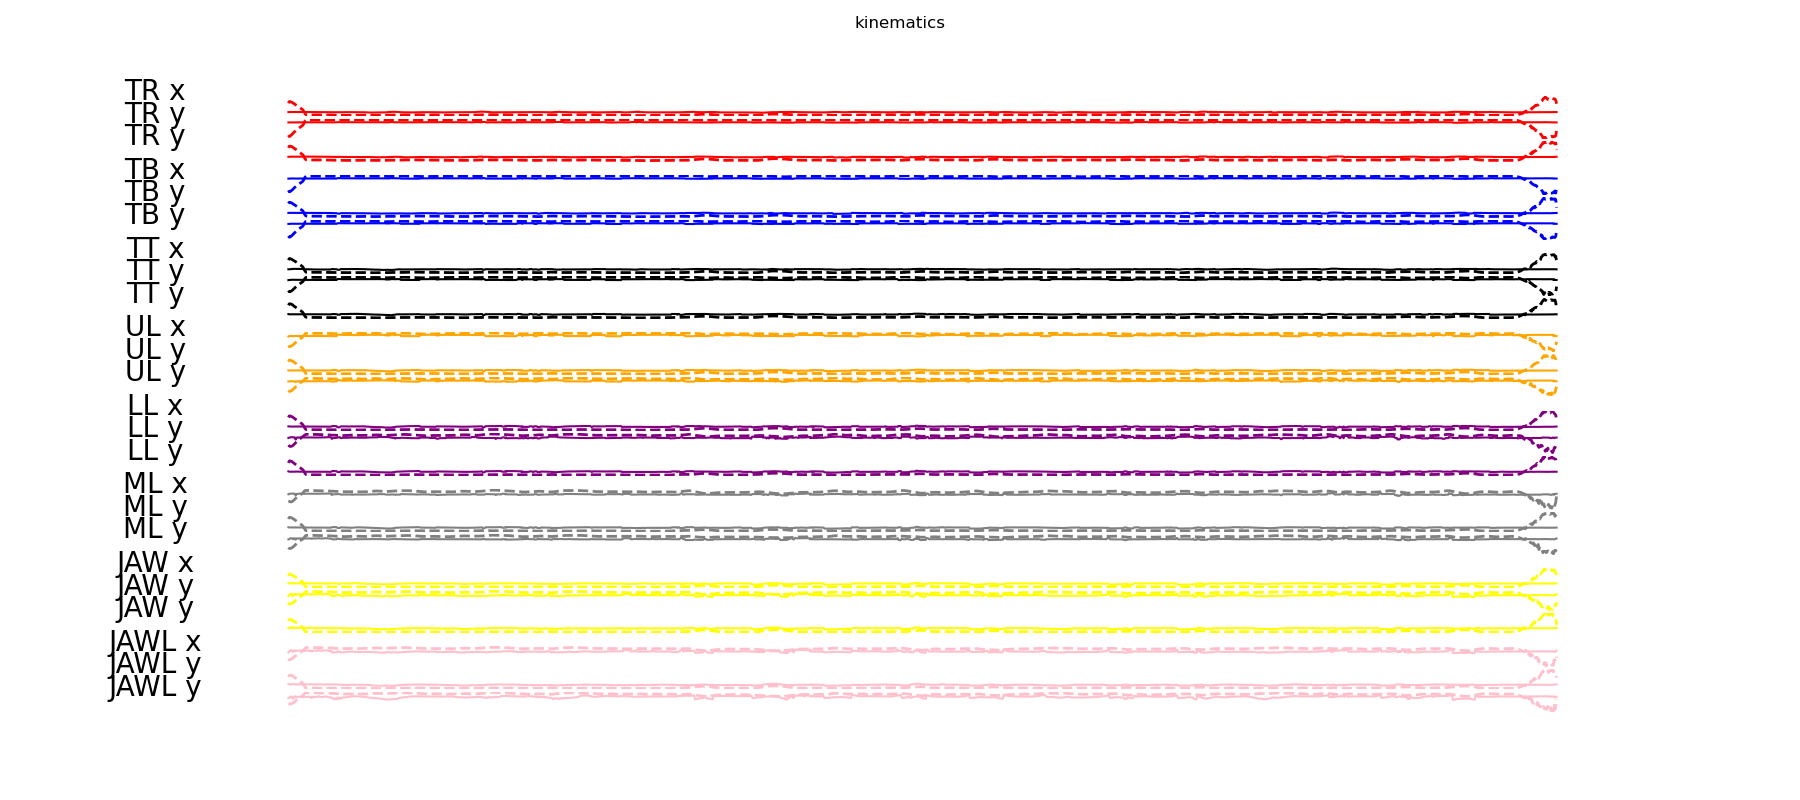 kinematics
TR x
TR y
TR y
TB x
TB y
TB y
TT x
TT y
TT y
UL x
UL y
UL y
LL x
LL y
LL y
ML x
ML y
ML y
JAW x
JAW y
JAW y
JAWL x
JAWL y
JAWL y